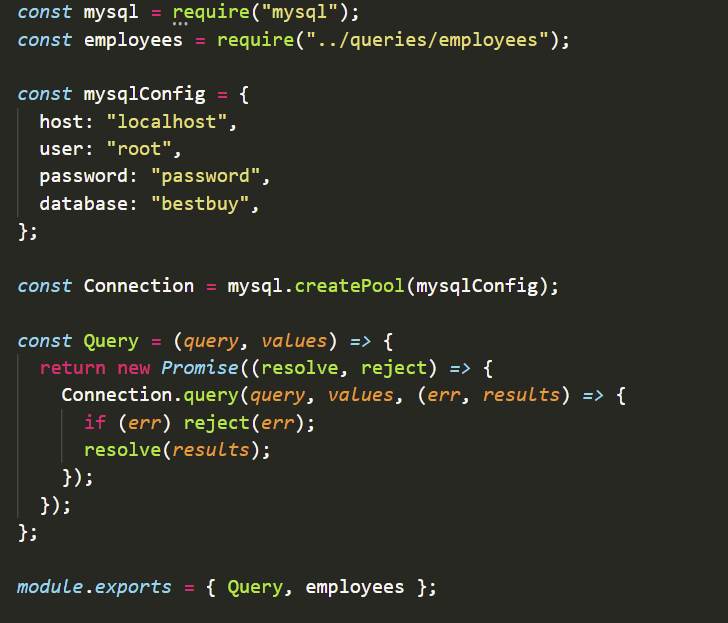 const mysql = require("mysql");
const employees = require("../queries/employees");
const mysqlConfig = {
host: "localhost",
user: "root",
password: "password",
database: "bestbuy",
};
const Connection = mysql.createPool(mysqlConfig);
const Query = (query, values) => {
return new Promise((resolve, reject) => {
Connection.query(query, values, (err, results) => {
if (err) reject(err);
resolve(results);
});
});
};
module.exports = { Query, employees };